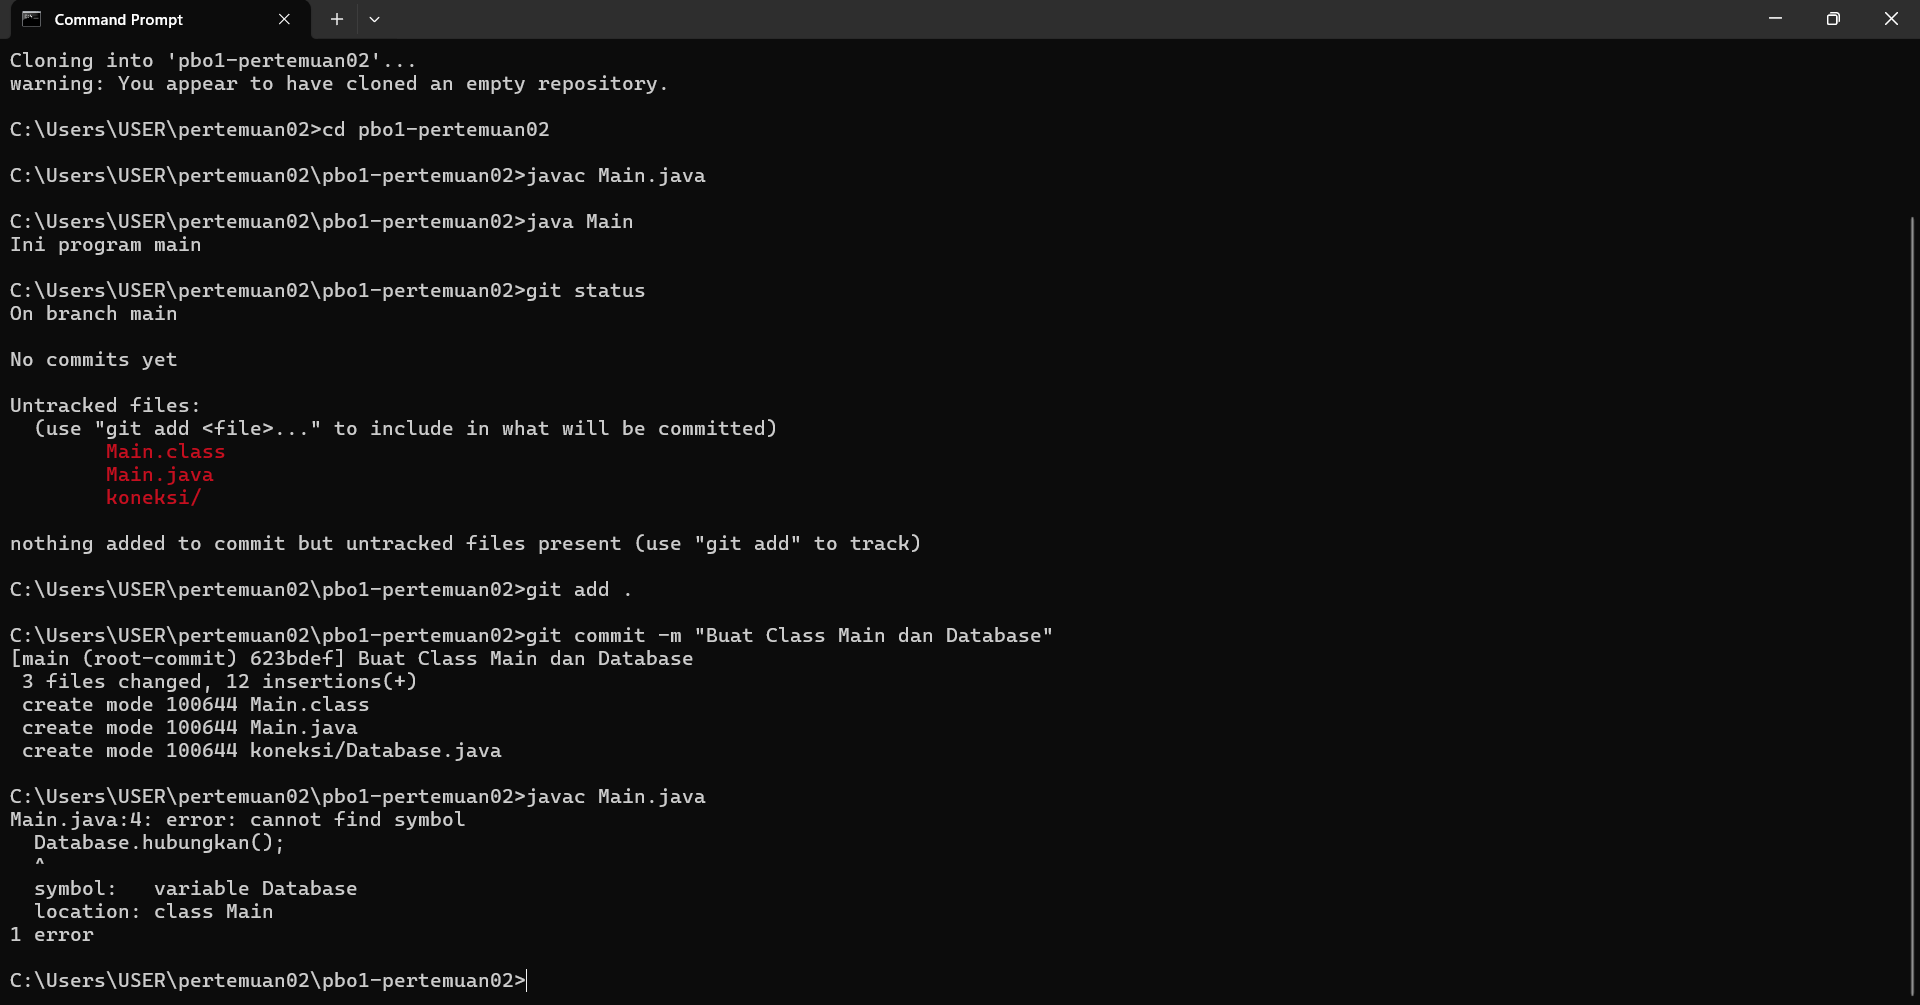 Command Prompt
Cloning into 'pbo1-pertemuan02'...
warning: You appear to have cloned an empty repository.
C:\Users\USER\pertemuan02>cd pbo1-pertemuan02
C:\Users\USER\pertemuan02\pbo1-pertemuan02>javac Main.java
C:\Users\USER\pertemuan02\pbo1-pertemuan02>java Main
Ini program main
C:\Users\USER\pertemuan02\pbo1-pertemuan02>git status
On branch main
No commits yet
Untracked files:
  (use "git add <file>..." to include in what will be committed)
        Main.class
        Main.java
        koneksi/
nothing added to commit but untracked files present (use "git add" to track)
C:\Users\USER\pertemuan02\pbo1-pertemuan02>git add .
C:\Users\USER\pertemuan02\pbo1-pertemuan02>git commit -m "Buat Class Main dan Database"
[main (root-commit) 623bdef] Buat Class Main dan Database
 3 files changed, 12 insertions(+)
 create mode 100644 Main.class
 create mode 100644 Main.java
 create mode 100644 koneksi/Database.java
C:\Users\USER\pertemuan02\pbo1-pertemuan02>javac Main.java
Main.java:4: error: cannot find symbol
  Database.hubungkan();
  ^
  symbol:   variable Database
  location: class Main
1 error
C:\Users\USER\pertemuan02\pbo1-pertemuan02>